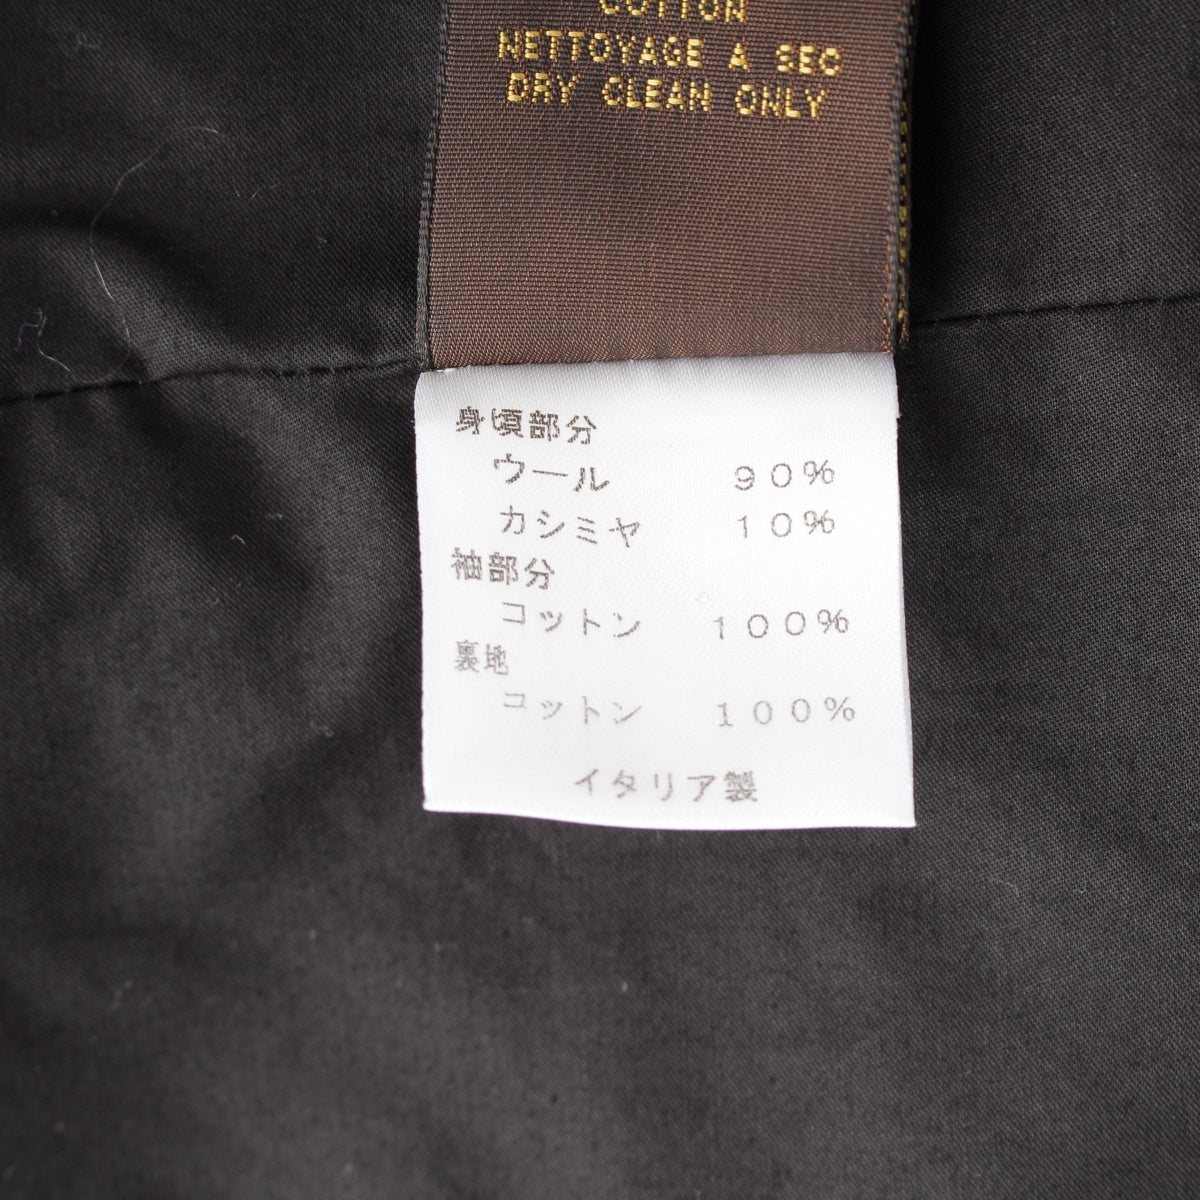 COTTON
NETTOYAGE A SEC
DRY CLEAN ONLY
身頃部分
ウール 90%
カシミヤ 10%
袖部分
コットン 100%
裏地
コットン 100%
イタリア製